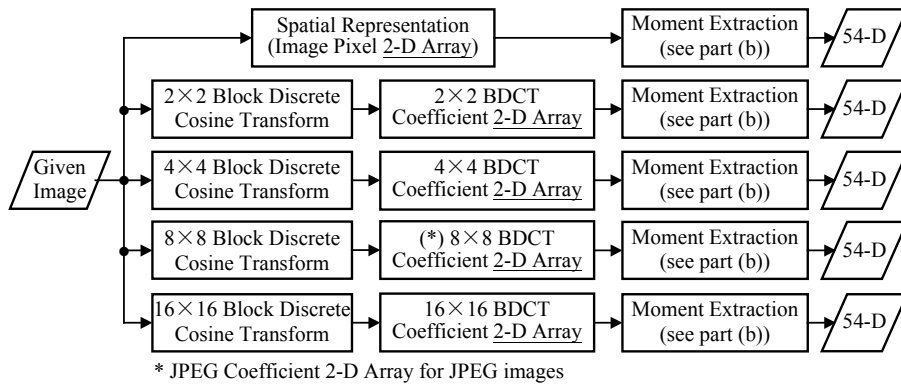 Spatial Representation
(Image Pixel 2-D Array)
Moment Extraction
(see part (b))
54-D
2×2 Block Discrete
Cosine Transform
2×2 BDCT
Coefficient 2-D Array
Moment Extraction
(see part (b))
54-D
Given
Image
4×4 Block Discrete
Cosine Transform
4×4 BDCT
Coefficient 2-D Array
Moment Extraction
(see part (b))
54-D
8×8 Block Discrete
Cosine Transform
(*) 8×8 BDCT
Coefficient 2-D Array
Moment Extraction
(see part (b))
54-D
16×16 Block Discrete
Cosine Transform
16×16 BDCT
Coefficient 2-D Array
Moment Extraction
(see part (b))
54-D
* JPEG Coefficient 2-D Array for JPEG images